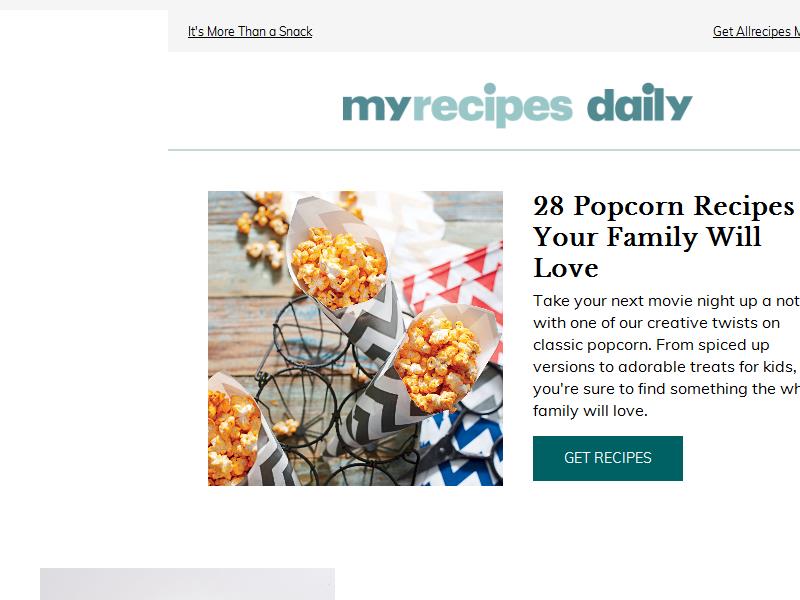 It's More Than a Snack
Get Allrecipes
myrecipes daily
28 Popcorn Recipes
Your Family Will
Love
Take your next movie night up a not
with one of our creative twists on
classic popcorn. From spiced up
versions to adorable treats for kids,
you're sure to find something the wh
family will love.
GET RECIPES